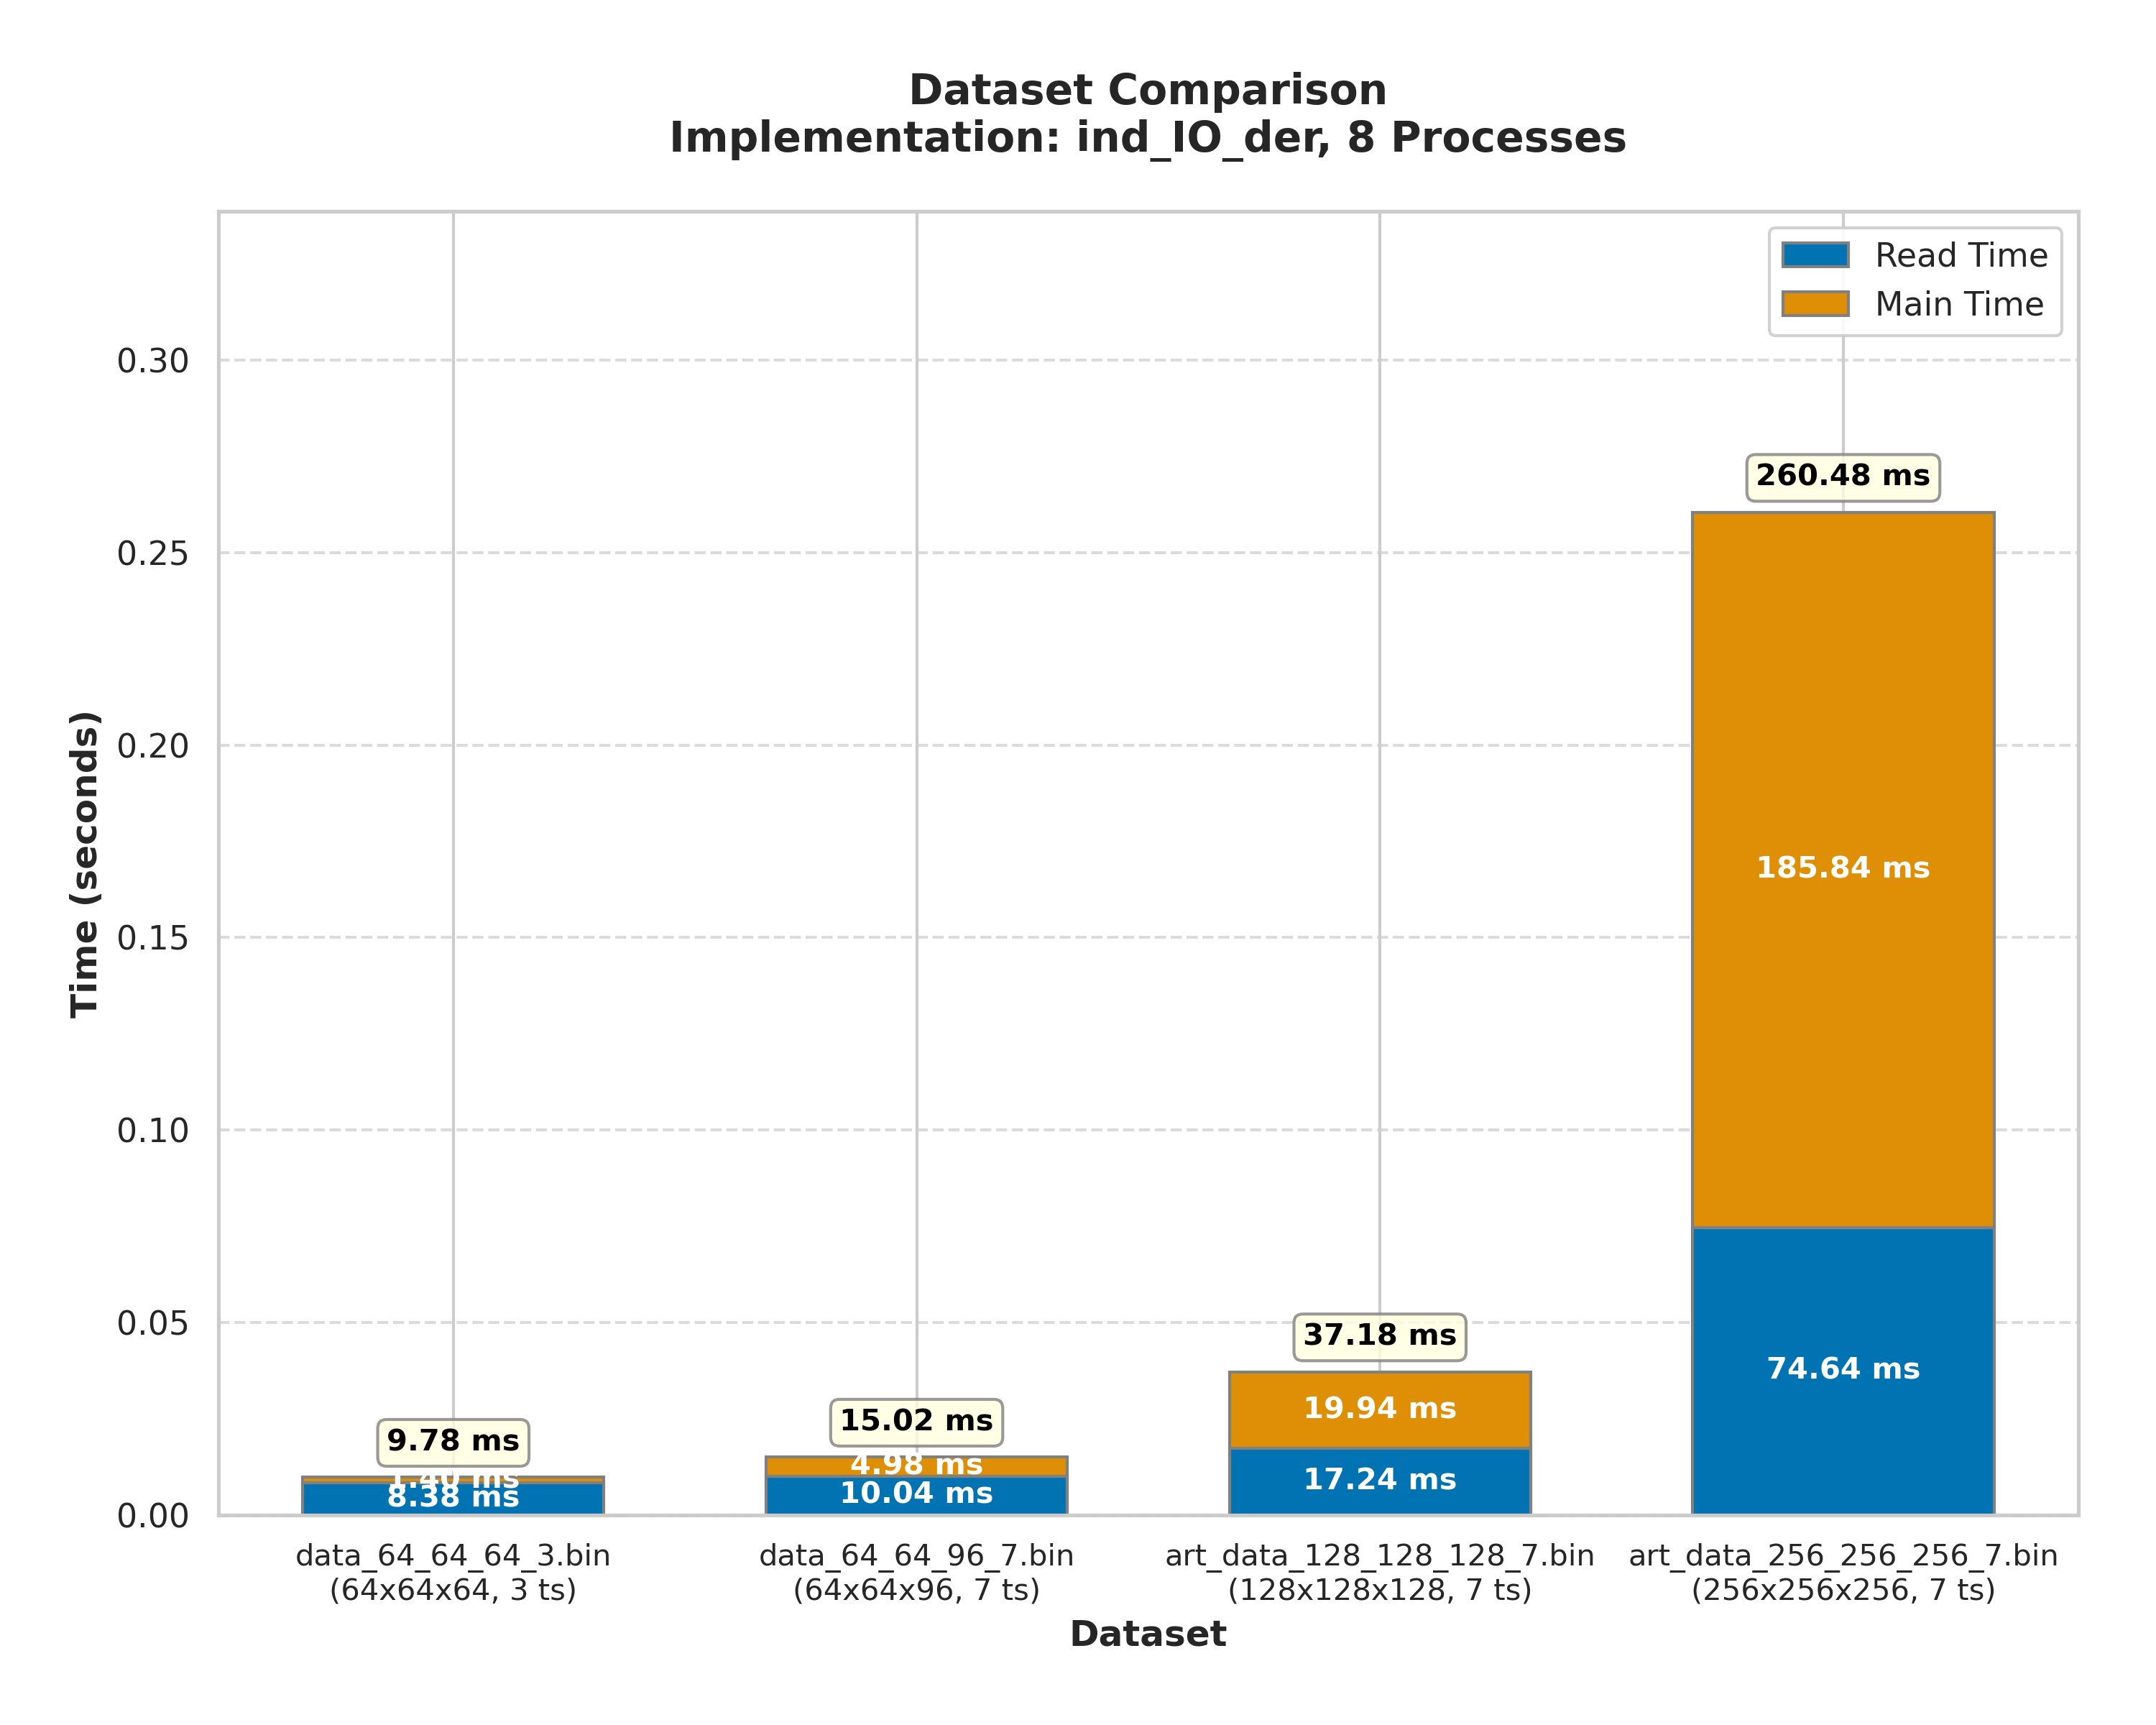 Dataset Comparison
Implementation: ind_IO_der, 8 Processes
Read Time
Main Time
0.30
0.25
0.20
0.15
0.10
0.05
0.00
Time (seconds)
260.48 ms
185.84 ms
74.64 ms
37.18 ms
19.94 ms
17.24 ms
15.02 ms
4.98 ms
10.04 ms
9.78 ms
1.40 ms
8.38 ms
data_64_64_64_3.bin
(64x64x64, 3 ts)
data_64_64_96_7.bin
(64x64x96, 7 ts)
art_data_128_128_128_7.bin
(128x128x128, 7 ts)
art_data_256_256_256_7.bin
(256x256x256, 7 ts)
Dataset